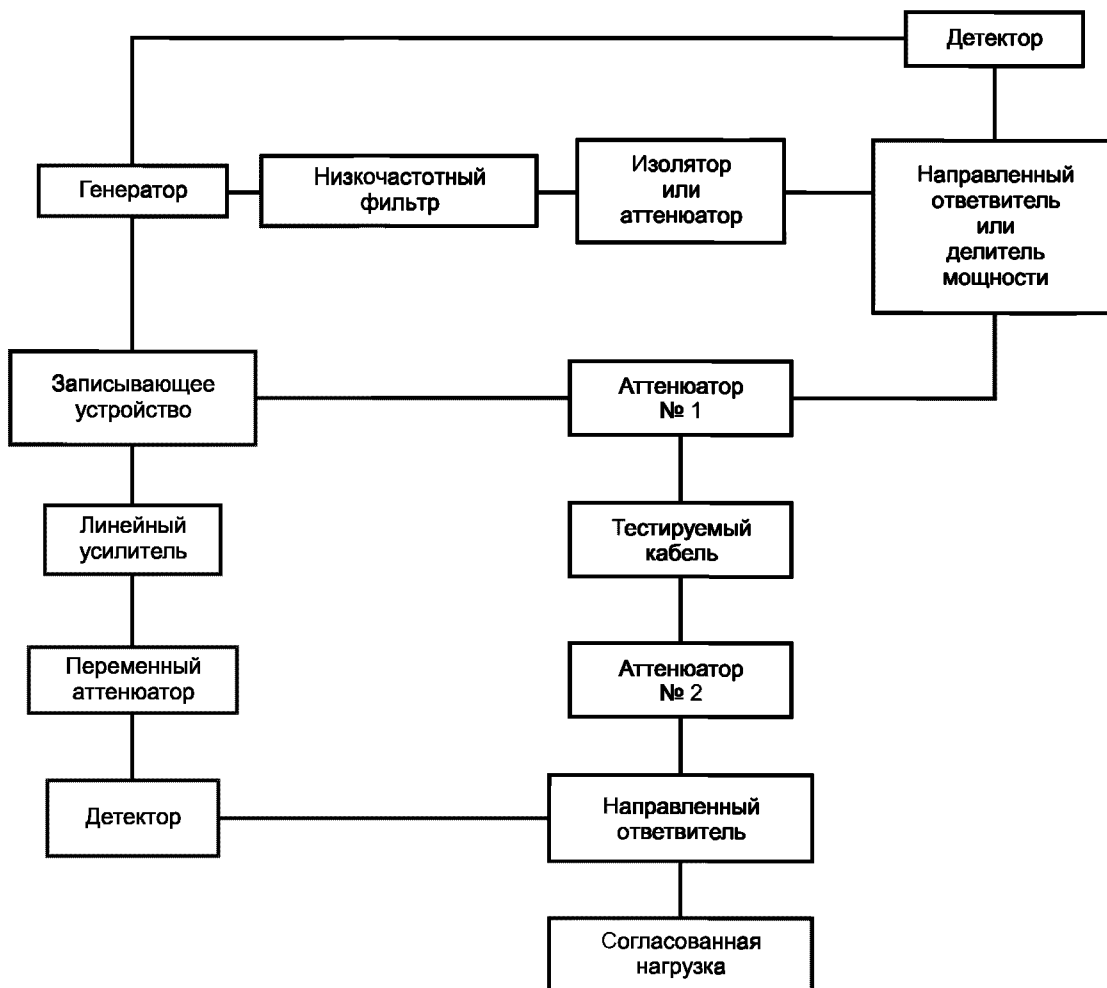 Детектор
Генератор
Низкочастотный
фильтр
Изолятор
или
аттенюатор
Направленный
ответвитель
или
делитель
мощности
Записывающее
устройство
Аттенюатор
№ 1
Линейный
усилитель
Тестируемый
кабель
Переменный
аттенюатор
Аттенюатор
№ 2
Детектор
Направленный
ответвитель
Согласованная
нагрузка